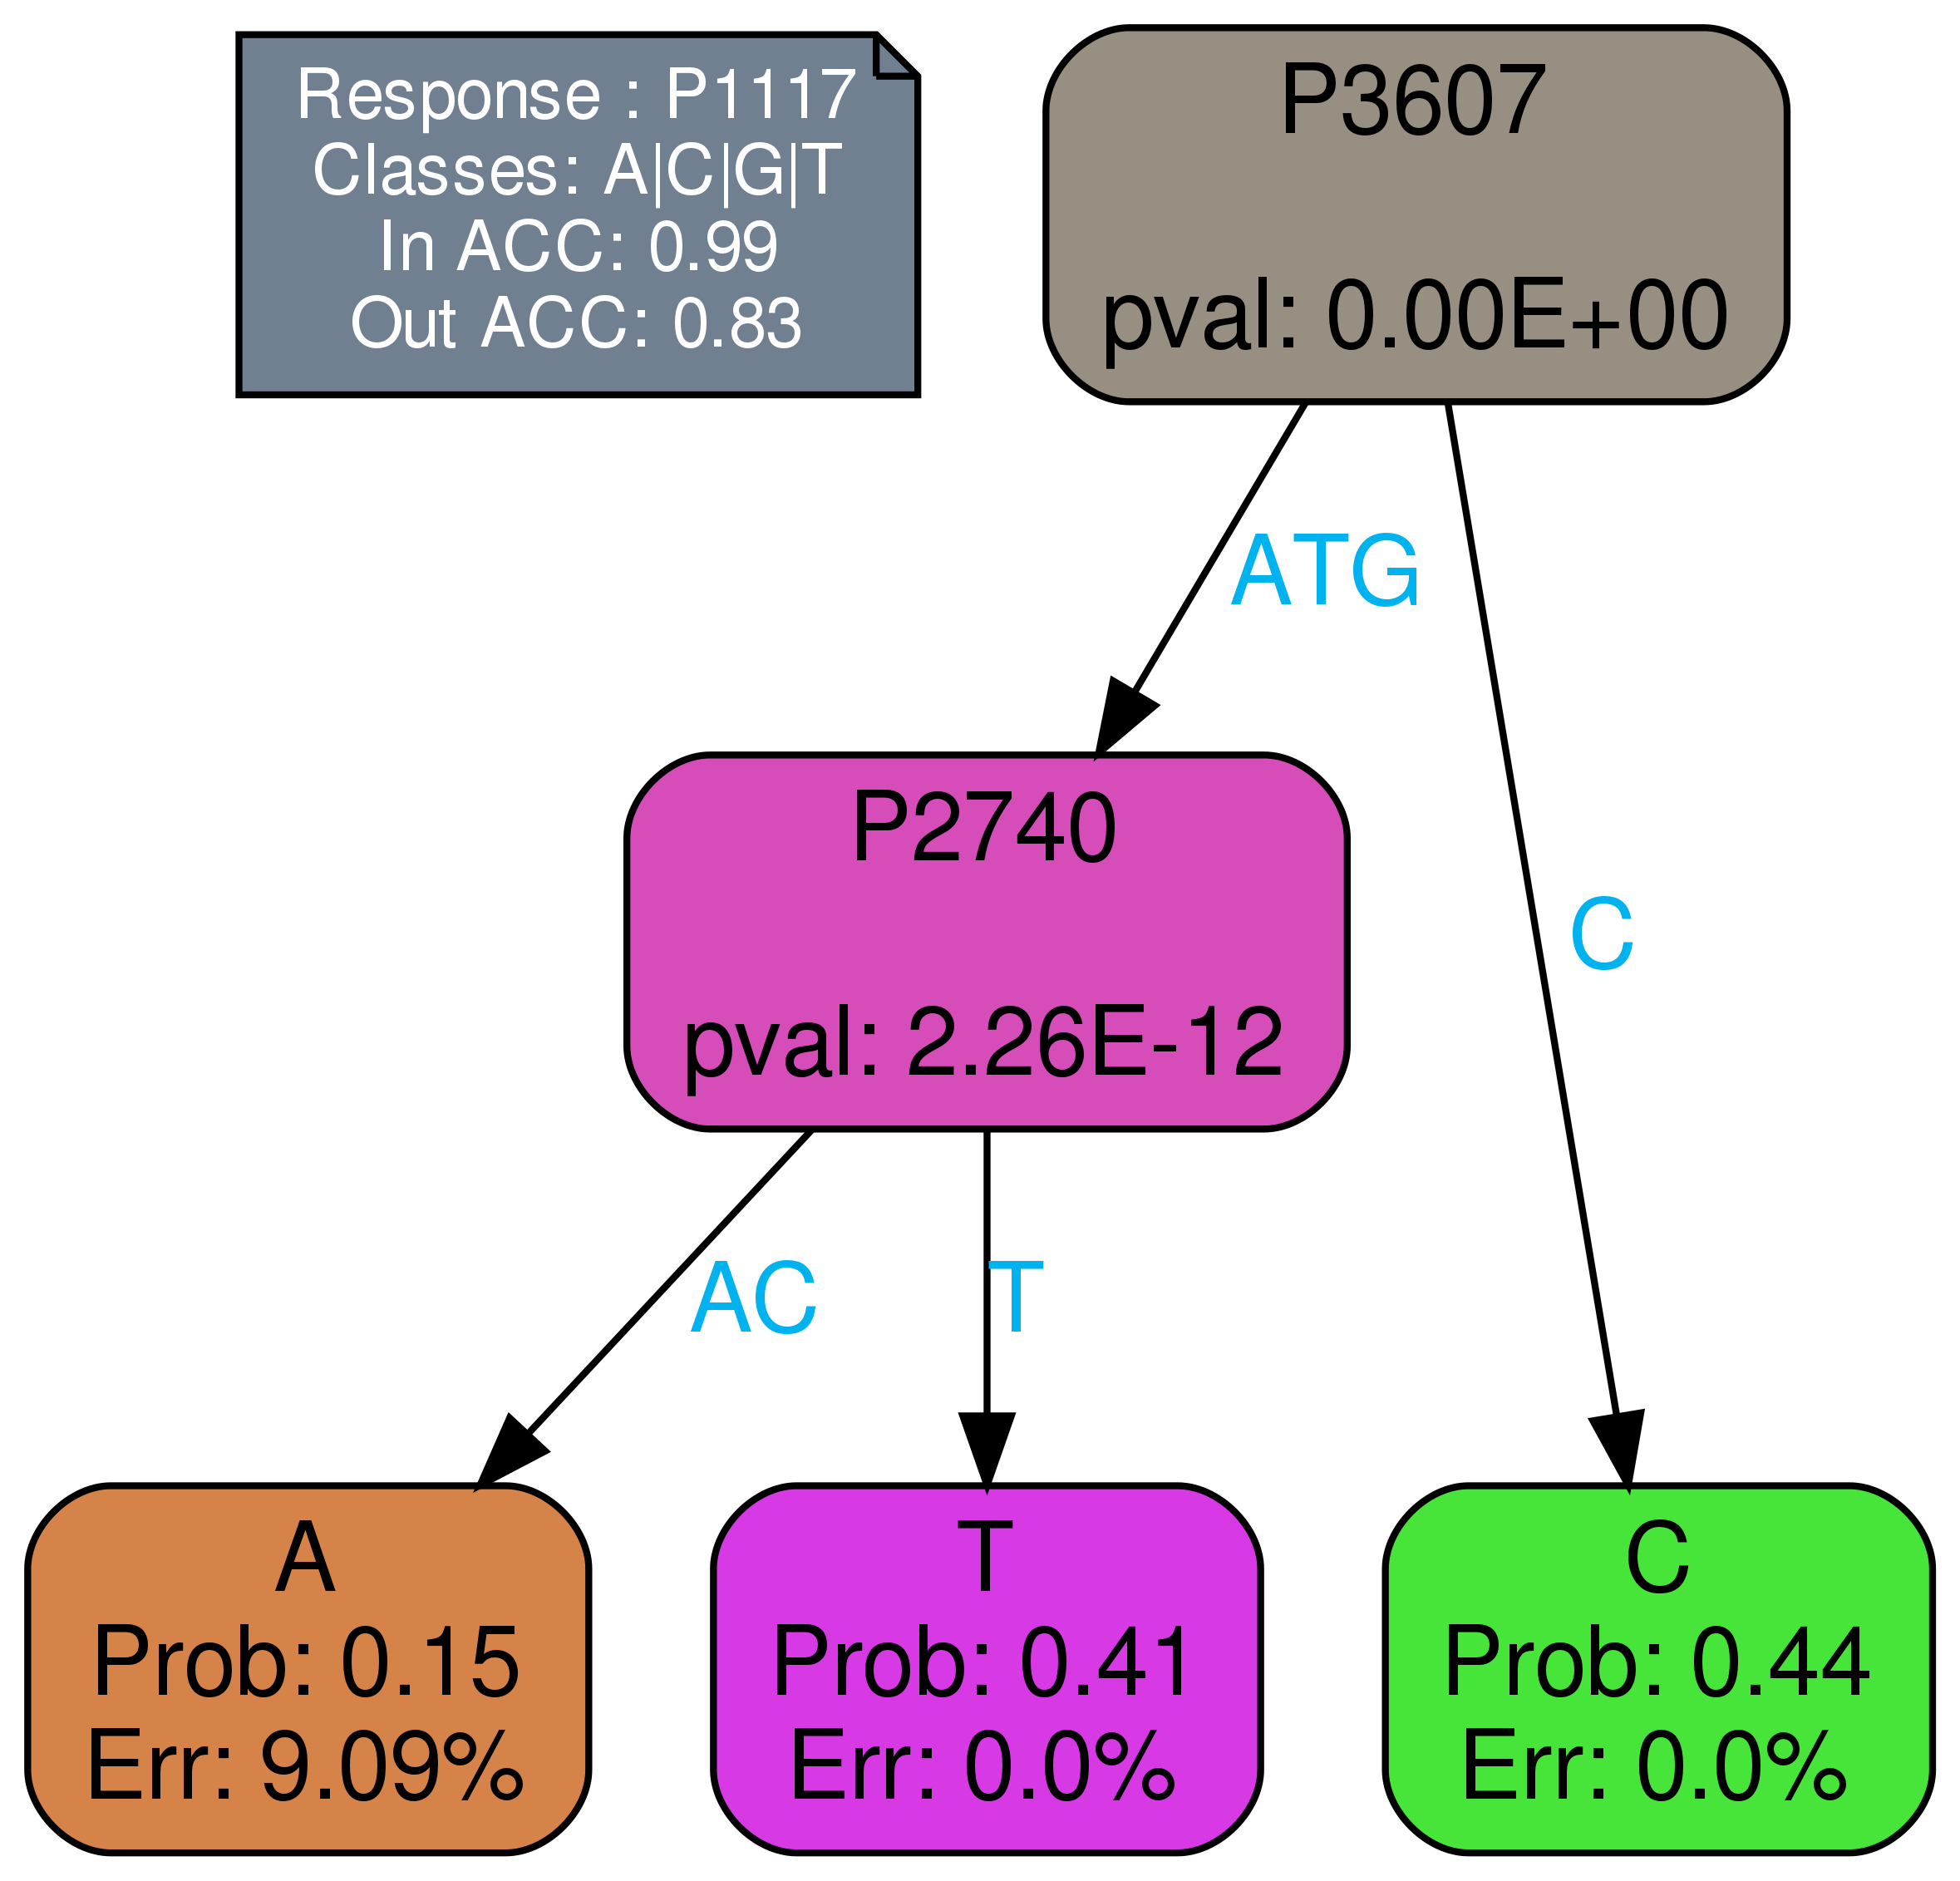 Response : P1117
Classes: A|C|G|T
In ACC: 0.99
Out ACC: 0.83
P3607
pval: 0.00E+00
ATG
C
P2740
pval: 2.26E-12
AC
T
A
Prob: 0.15
Err: 9.09%
T
Prob: 0.41
Err: 0.0%
C
Prob: 0.44
Err: 0.0%